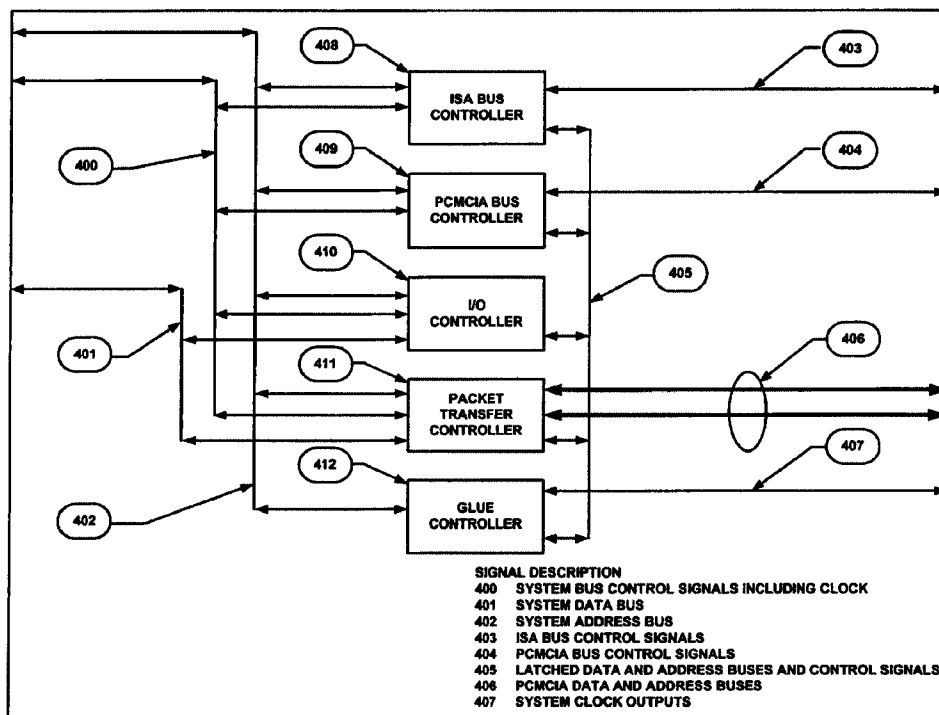 408
403
ISA BUS
CONTROLLER
400
409
404
PCMCIA BUS
CONTROLLER
410
405
I/O
CONTROLLER
401
411
406
PACKET
TRANSFER
CONTROLLER
412
407
402
GLUE
CONTROLLER
SIGNAL DESCRIPTION
400 SYSTEM BUS CONTROL SIGNALS INCLUDING CLOCK
401 SYSTEM DATA BUS
402 SYSTEM ADDRESS BUS
403 ISA BUS CONTROL SIGNALS
404 PCMCIA BUS CONTROL SIGNALS
405 LATCHED DATA AND ADDRESS BUSES AND CONTROL SIGNALS
406 PCMCIA DATA AND ADDRESS BUSES
407 SYSTEM CLOCK OUTPUTS